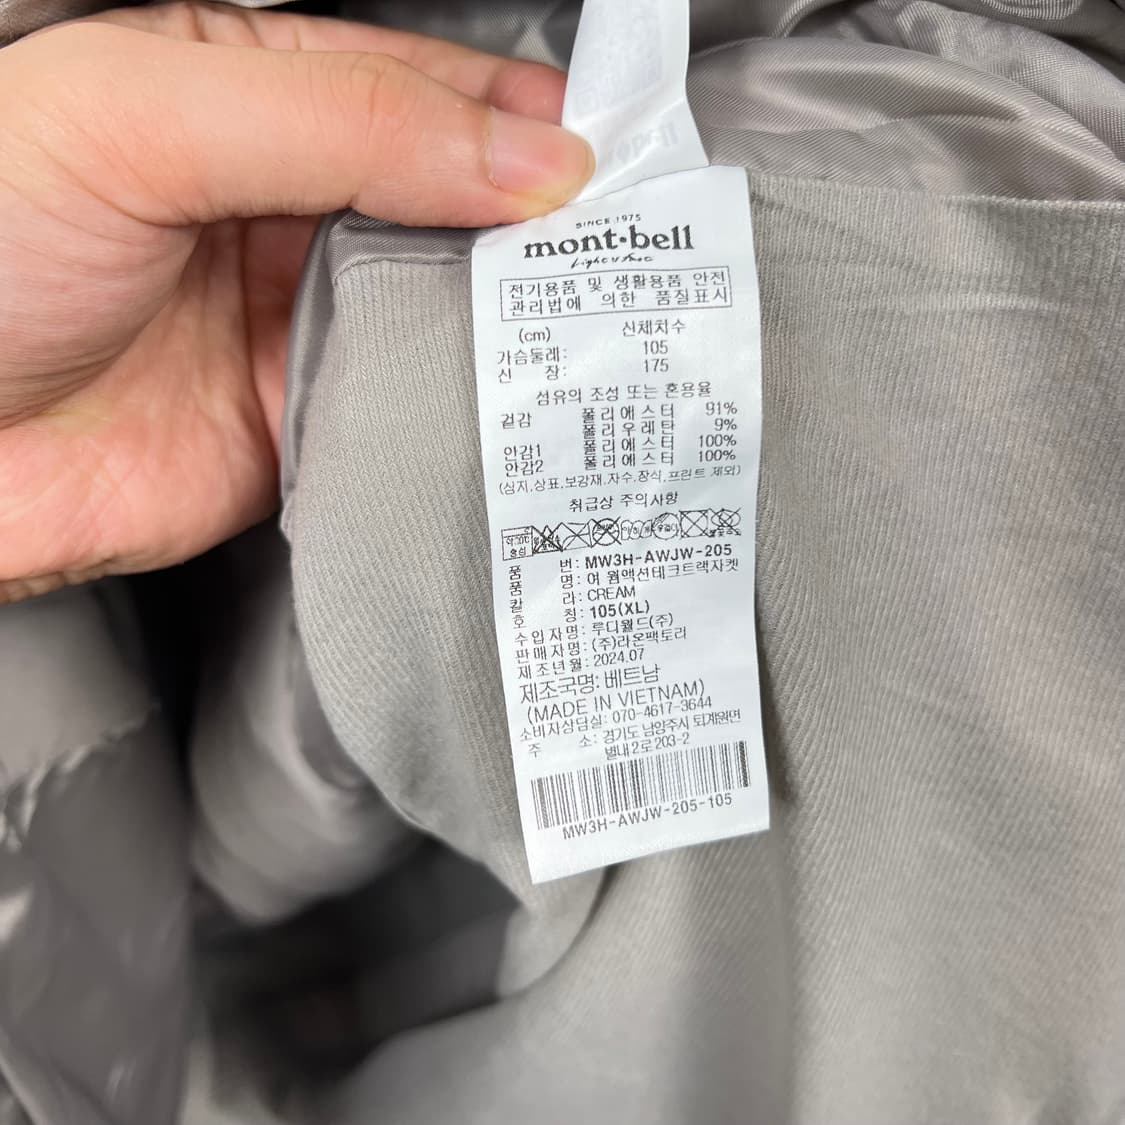 SINCE 1975
mont·bell
Light & Fast
전기용품 및 생활용품 안전
관리법에 의한 품질표시
(cm) 신체치수
가슴둘레: 105
신 장: 175
섬유의 조성 또는 혼용율
겉감 폴리에스터 91%
폴리우레탄 9%
안감1 폴리에스터 100%
안감2 폴리에스터 100%
(심지,상표,보강재,자수,장식,프린트 제외)
취급상 주의사항
품 번: MW3H-AWJW-205
품 명: 여 웜액션테크트랙자켓
칼 라: CREAM
호 칭: 105(XL)
수입자명: 루디월드(주)
판매자명: (주)라온팩토리
제조년월: 2024.07
제조국명: 베트남
(MADE IN VIETNAM)
소비자상담실: 070-4617-3644
주 소: 경기도 남양주시 퇴계원면
별내2로 203-2
MW3H-AWJW-205-105